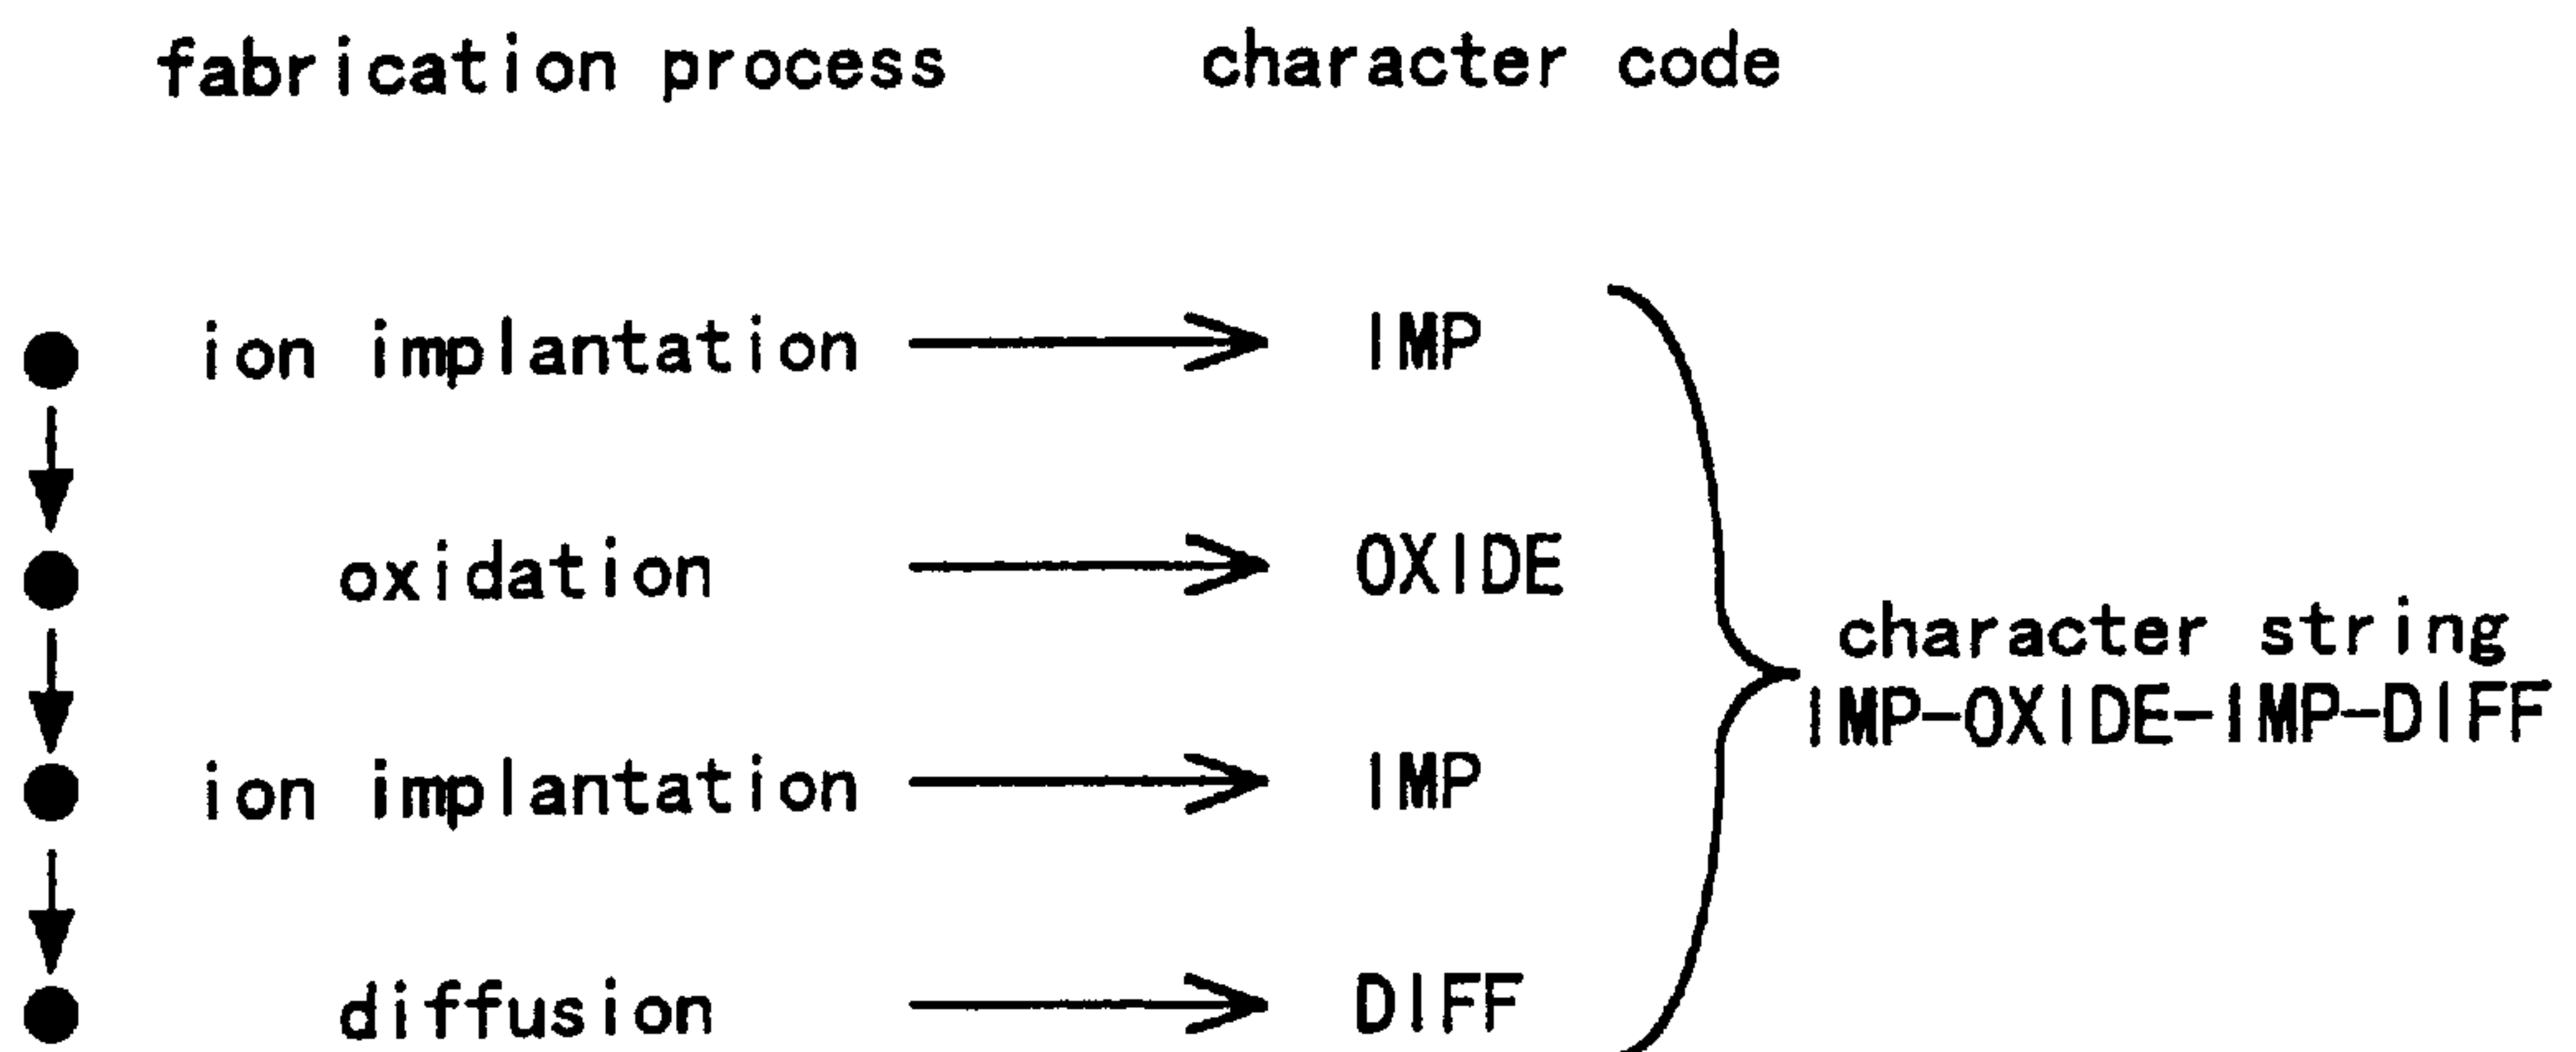 fabrication process character code
ion implantation IMP
oxidation OXIDE
character string
IMP-OXIDE-IMP-DIFF
ion implantation IMP
diffusion DIFF